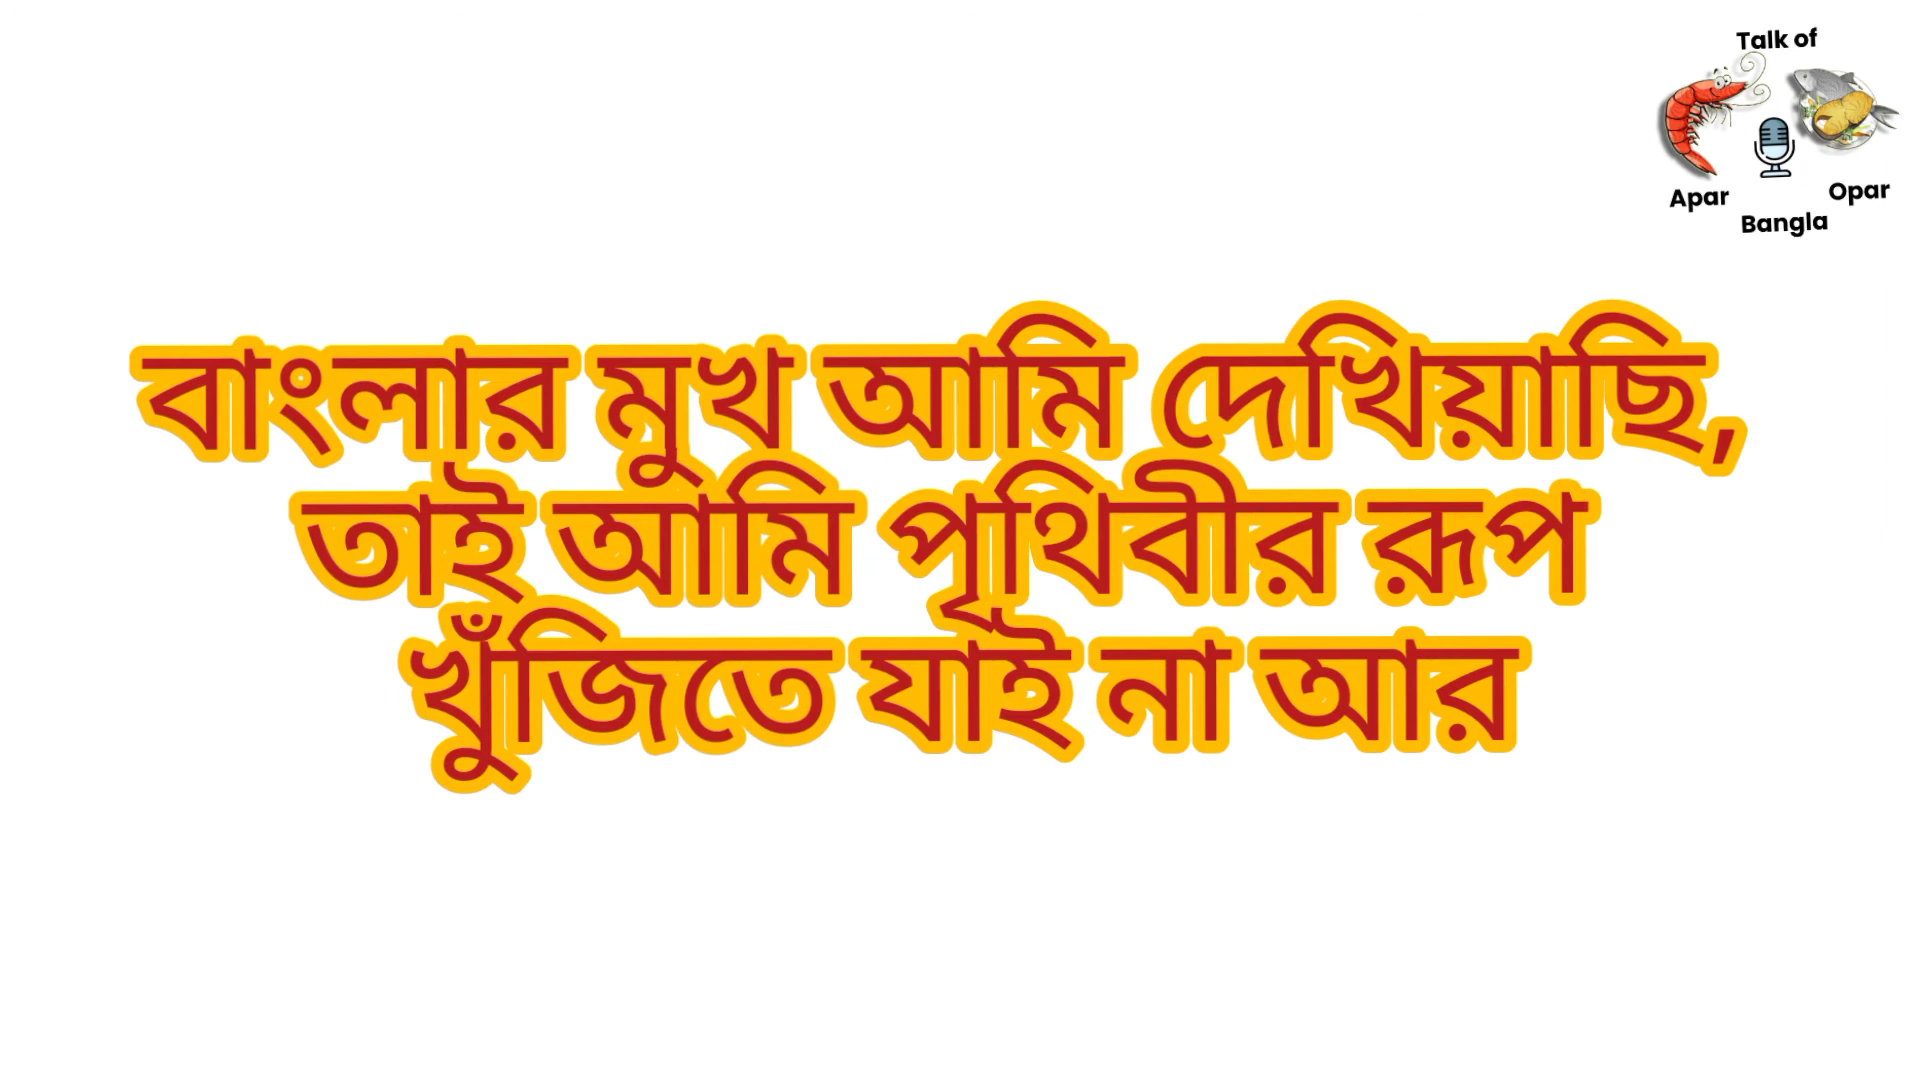 Talk of
Apar
Opar
Bangla
বাংলার মুখ আমি দেখিয়াছি,
তাই আমি পৃথিবীর রূপ
খুঁজিতে যাই না আর